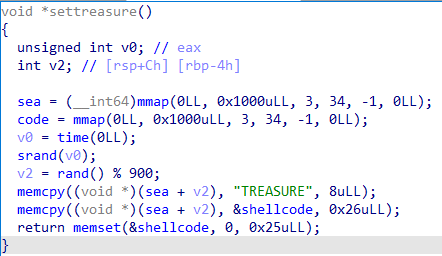 void *settreasure()
{
  unsigned int v0; // eax
  int v2; // [rsp+Ch] [rbp-4h]

  sea = (__int64)mmap(0LL, 0x1000uLL, 3, 34, -1, 0LL);
  code = mmap(0LL, 0x1000uLL, 3, 34, -1, 0LL);
  v0 = time(0LL);
  srand(v0);
  v2 = rand() % 900;
  memcpy((void *)(sea + v2), "TREASURE", 8uLL);
  memcpy((void *)(sea + v2), &shellcode, 0x26uLL);
  return memset(&shellcode, 0, 0x25uLL);
}